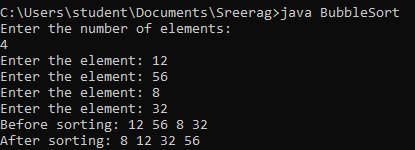 C:\Users\student\Documents\Sreerag>java BubbleSort
Enter the number of elements:
4
Enter the element: 12
Enter the element: 56
Enter the element: 8
Enter the element: 32
Before sorting: 12 56 8 32
After sorting: 8 12 32 56